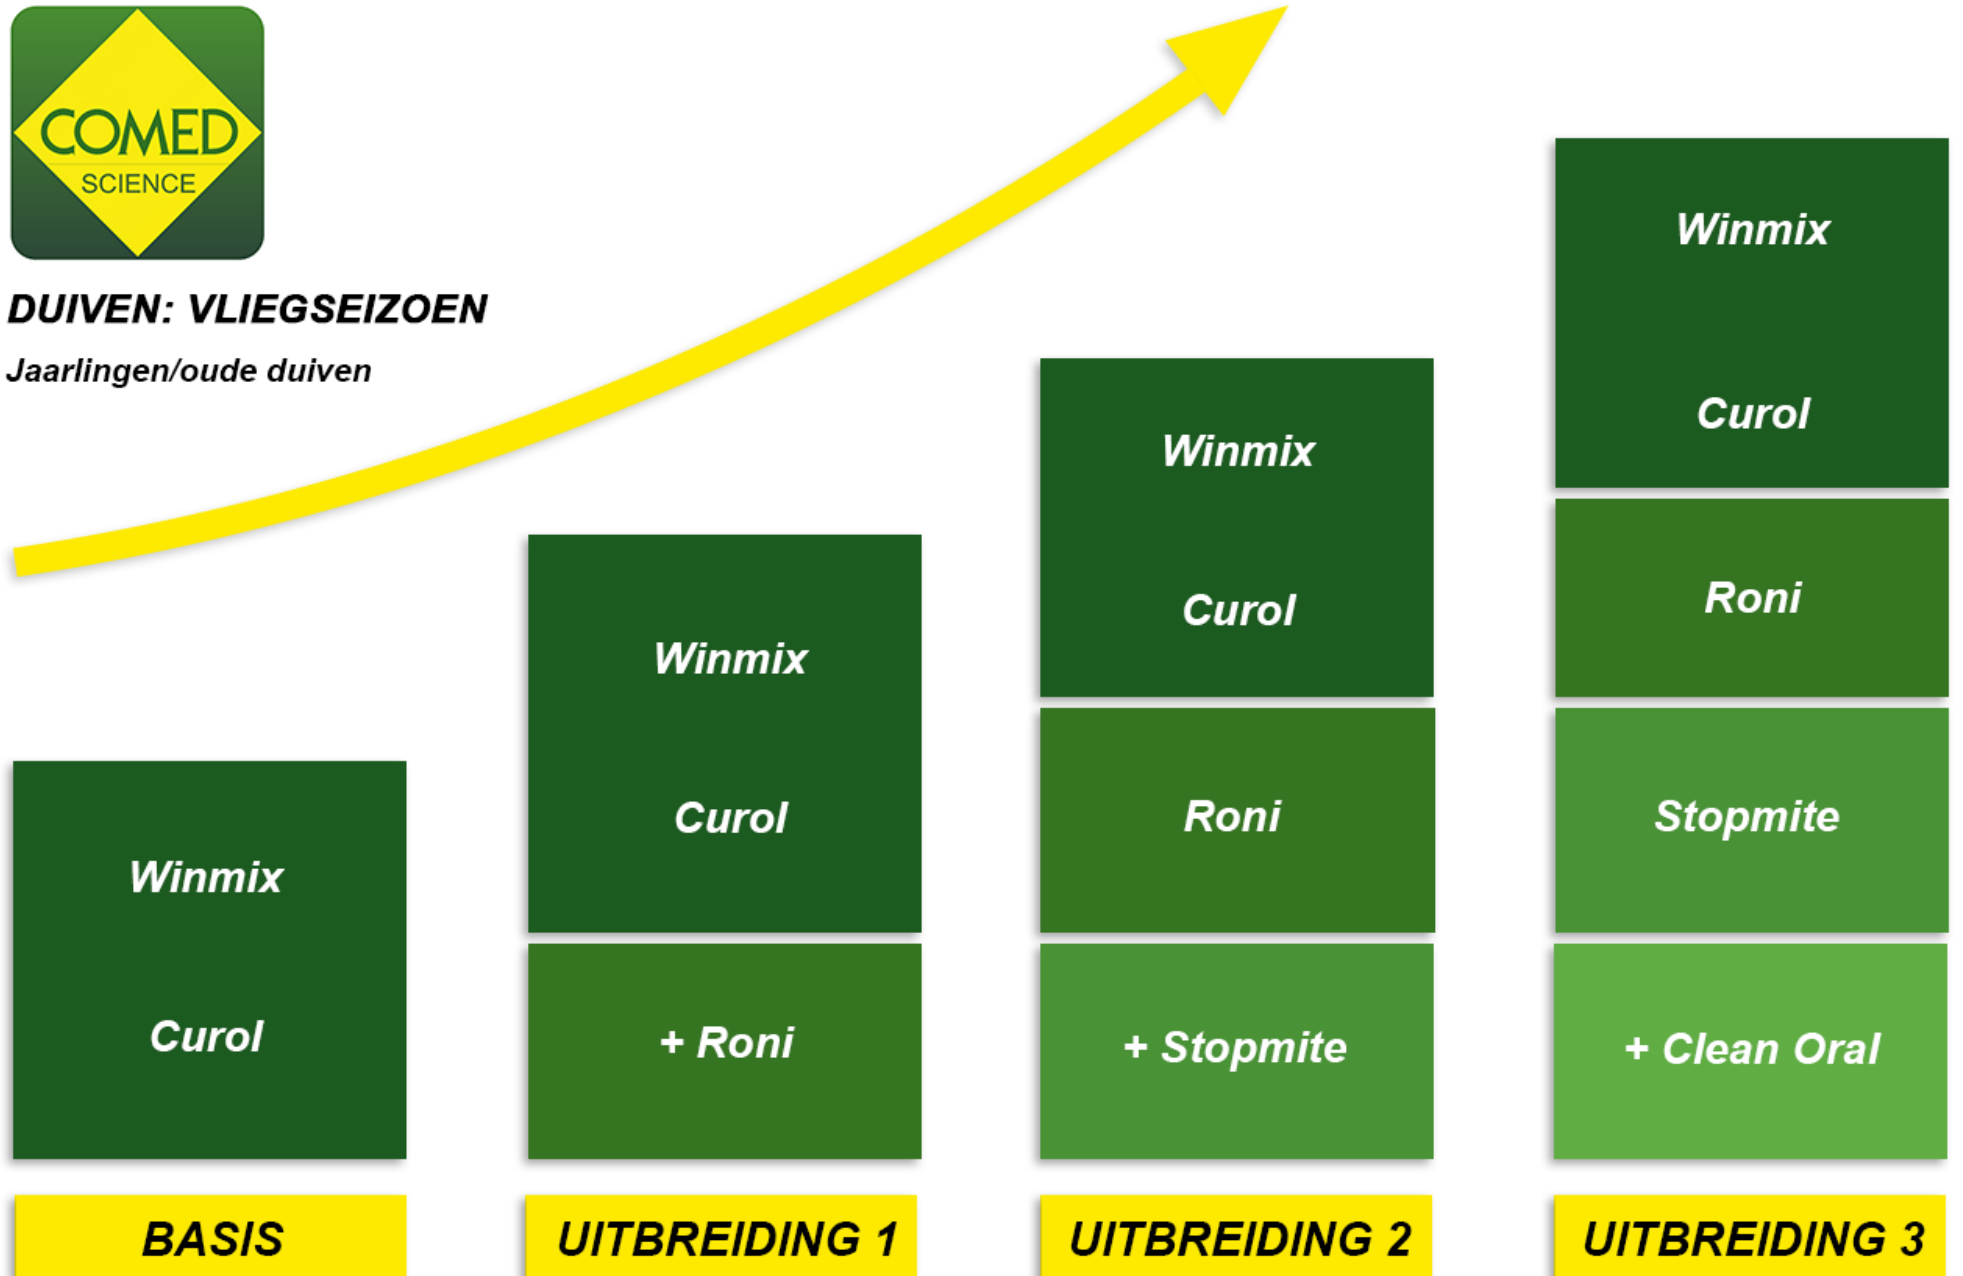 COMED
SCIENCE
DUIVEN: VLIEGSEIZOEN
Jaarlingen/oude duiven
Winmix
Curol
BASIS
Winmix
Curol
+ Roni
UITBREIDING 1
Winmix
Curol
Roni
+ Stopmite
UITBREIDING 2
Winmix
Curol
Roni
Stopmite
+ Clean Oral
UITBREIDING 3